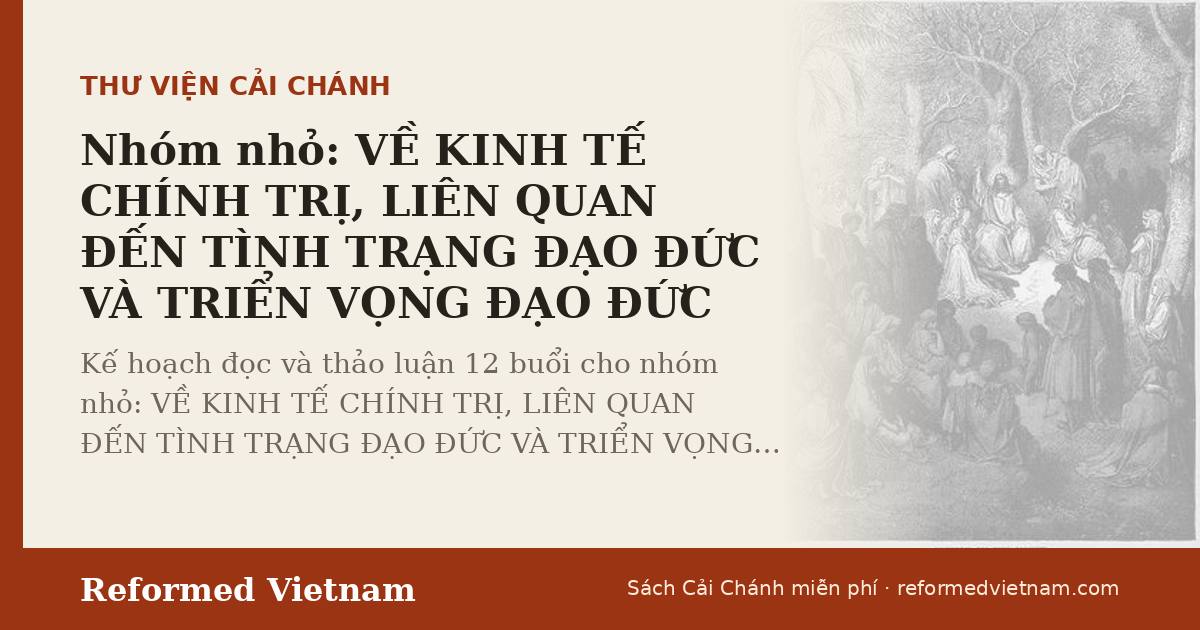 THƯ VIỆN CẢI CHÁNH
Nhóm nhỏ: VỀ KINH TẾ
CHÍNH TRỊ, LIÊN QUAN
ĐẾN TÌNH TRẠNG ĐẠO ĐỨC
VÀ TRIỂN VỌNG ĐẠO ĐỨC
Kế hoạch đọc và thảo luận 12 buổi cho nhóm
nhỏ: VỀ KINH TẾ CHÍNH TRỊ, LIÊN QUAN
ĐẾN TÌNH TRẠNG ĐẠO ĐỨC VÀ TRIỂN VỌNG...
Reformed Vietnam
Sách Cải Chánh miễn phí · reformedvietnam.com